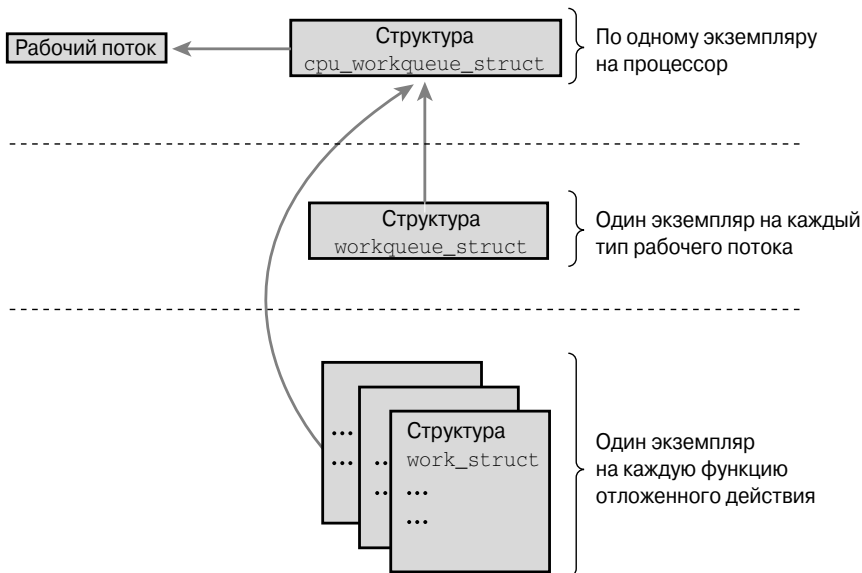 Рабочий поток
Структура
cpu_workqueue_struct
По одному экземпляру
на процессор
Структура
workqueue_struct
Один экземпляр на каждый
тип рабочего потока
...
...
..
..
Структура
work_struct
...
...
Один экземпляр
на каждую функцию
отложенного действия